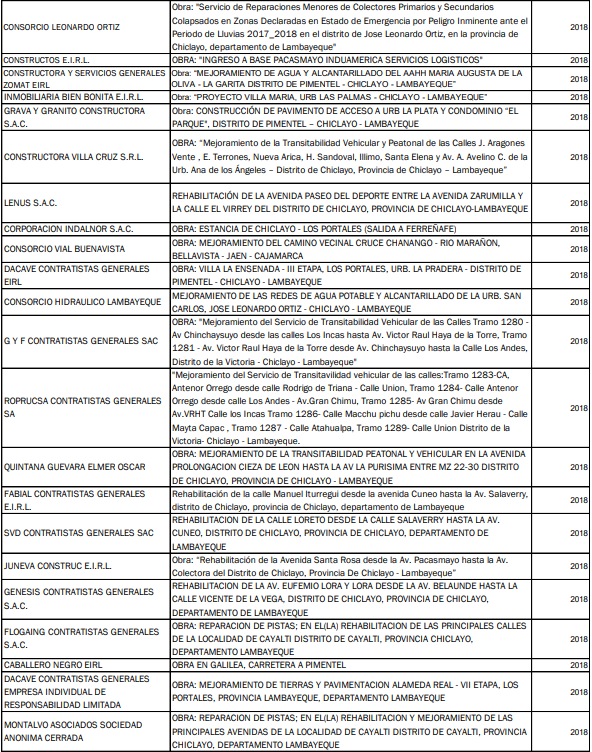 CONSORCIO LEONARDO ORTIZ
Obra: "Servicio de Reparaciones Menores de Colectores Primarios y Secundarios
Colapsados en Zonas Declaradas en Estado de Emergencia por Peligro Inminente ante el
Periodo de Lluvias 2017_2018 en el distrito de Jose Leonardo Ortiz, en la provincia de
Chiclayo, departamento de Lambayeque"
2018
CONSTRUCTOS E.I.R.L.
OBRA: "INGRESO A BASE PACASMAYO INDUAMERICA SERVICIOS LOGISTICOS"
2018
CONSTRUCTORA Y SERVICIOS GENERALES
ZOMAT EIRL
Obra: "MEJORAMIENTO DE AGUA Y ALCANTARILLADO DEL AAHH MARIA AUGUSTA DE LA
OLIVA - LA GARITA DISTRITO DE PIMENTEL - CHICLAYO - LAMBAYEQUE"
2018
INMOBILIARIA BIEN BONITA E.I.R.L.
Obra: "PROYECTO VILLA MARIA, URB LAS PALMAS - CHICLAYO - LAMBAYEQUE"
2018
GRAVA Y GRANITO CONSTRUCTORA
S.A.C.
Obra: CONSTRUCCIÓN DE PAVIMENTO DE ACCESO A URB LA PLATA Y CONDOMINIO "EL
PARQUE", DISTRITO DE PIMENTEL – CHICLAYO - LAMBAYEQUE
2018
CONSTRUCTORA VILLA CRUZ S.R.L.
OBRA: "Mejoramiento de la Transitabilidad Vehicular y Peatonal de las Calles J. Aragones
Vente , E. Terrones, Nueva Arica, H. Sandoval, Illimo, Santa Elena y Av. A. Avelino C. de la
Urb. Ana de los Ángeles – Distrito de Chiclayo, Provincia de Chiclayo – Lambayeque"
2018
LENUS S.A.C.
REHABILITACIÓN DE LA AVENIDA PASEO DEL DEPORTE ENTRE LA AVENIDA ZARUMILLA Y
LA CALLE EL VIRREY DEL DISTRITO DE CHICLAYO, PROVINCIA DE CHICLAYO-LAMBAYEQUE
2018
CORPORACION INDALNOR S.A.C.
OBRA: ESTANCIA DE CHICLAYO - LOS PORTALES (SALIDA A FERREÑAFE)
2018
CONSORCIO VIAL BUENAVISTA
OBRA: MEJORAMIENTO DEL CAMINO VECINAL CRUCE CHANANGO - RIO MARAÑON,
BELLAVISTA - JAEN - CAJAMARCA
2018
DACAVE CONTRATISTAS GENERALES
EIRL
OBRA: VILLA LA ENSENADA - III ETAPA, LOS PORTALES, URB. LA PRADERA - DISTRITO DE
PIMENTEL - CHICLAYO - LAMBAYEQUE
2018
CONSORCIO HIDRAULICO LAMBAYEQUE
MEJORAMIENTO DE LAS REDES DE AGUA POTABLE Y ALCANTARILLADO DE LA URB. SAN
CARLOS, JOSE LEONARDO ORTIZ - CHICLAYO - LAMBAYEQUE
2018
G Y F CONTRATISTAS GENERALES SAC
OBRA: "Mejoramiento del Servicio de Transitabilidad Vehicular de las Calles Tramo 1280 -
Av Chinchaysuyo desde las calles Los Incas hasta Av. Victor Raul Haya de la Torre, Tramo
1281 - Av. Victor Raul Haya de la Torre desde Av. Chinchaysuyo hasta la Calle Los Andes,
Distrito de la Victoria - Chiclayo - Lambayeque"
2018
ROPRUCSA CONTRATISTAS GENERALES
SA
"Mejoramiento del Servicio de Transitavilidad vehicular de las calles:Tramo 1283-CA,
Antenor Orrego desde calle Rodrigo de Triana - Calle Union, Tramo 1284- Calle Antenor
Orrego desde calle Los Andes - Av.Gran Chimu, Tramo 1285- Av Gran Chimu desde
Av.VRHT Calle los Incas Tramo 1286- Calle Macchu pichu desde calle Javier Herau - Calle
Mayta Capac , Tramo 1287 - Calle Atahualpa, Tramo 1289- Calle Union Distrito de la
Victoria- Chiclayo - Lambayeque.
2018
QUINTANA GUEVARA ELMER OSCAR
OBRA: MEJORAMIENTO DE LA TRANSITABILIDAD PEATONAL Y VEHICULAR EN LA AVENIDA
PROLONGACION CIEZA DE LEON HASTA LA AV LA PURISIMA ENTRE MZ 22-30 DISTRITO
DE CHICLAYO, PROVINCIA DE CHICLAYO - LAMBAYEQUE
2018
FABIAL CONTRATISTAS GENERALES
E.I.R.L.
Rehabilitación de la calle Manuel Iturregui desde la avenida Cuneo hasta la Av. Salaverry,
distrito de Chiclayo, provincia de Chiclayo, departamento de Lambayeque
2018
SVD CONTRATISTAS GENERALES SAC
REHABILITACION DE LA CALLE LORETO DESDE LA CALLE SALAVERRY HASTA LA AV.
CUNEO, DISTRITO DE CHICLAYO, PROVINCIA DE CHICLAYO, DEPARTAMENTO DE
LAMBAYEQUE
2018
JUNEVA CONSTRUC E.I.R.L.
Obra: "Rehabilitación de la Avenida Santa Rosa desde la Av. Pacasmayo hasta la Av.
Colectora del Distrito de Chiclayo, Provincia De Chiclayo - Lambayeque"
2018
GENESIS CONTRATISTAS GENERALES
S.A.C.
REHABILITACION DE LA AV. EUFEMIO LORA Y LORA DESDE LA AV. BELAUNDE HASTA LA
CALLE VICENTE DE LA VEGA, DISTRITO DE CHICLAYO, PROVINCIA DE CHICLAYO,
DEPARTAMENTO DE LAMBAYEQUE
2018
FLOGAING CONTRATISTAS GENERALES
S.A.C.
OBRA: REPARACION DE PISTAS; EN EL(LA) REHABILITACION DE LAS PRINCIPALES CALLES
DE LA LOCALIDAD DE CAYALTI DISTRITO DE CAYALTI, PROVINCIA CHICLAYO,
DEPARTAMENTO LAMBAYEQUE
2018
CABALLERO NEGRO EIRL
OBRA EN GALILEA, CARRETERA A PIMENTEL
2018
DACAVE CONTRATISTAS GENERALES
EMPRESA INDIVIDUAL DE
RESPONSABILIDAD LIMITADA
OBRA: MEJORAMIENTO DE TIERRAS Y PAVIMENTACION ALAMEDA REAL - VII ETAPA, LOS
PORTALES, PROVINCIA LAMBAYEQUE, DEPARTAMENTO LAMBAYEQUE
2018
MONTALVO ASOCIADOS SOCIEDAD
ANONIMA CERRADA
OBRA: REPARACION DE PISTAS; EN EL(LA) REHABILITACION Y MEJORAMIENTO DE LAS
PRINCIPALES AVENIDAS DE LA LOCALIDAD DE CAYALTI DISTRITO DE CAYALTI, PROVINCIA
CHICLAYO, DEPARTAMENTO LAMBAYEQUE
2018